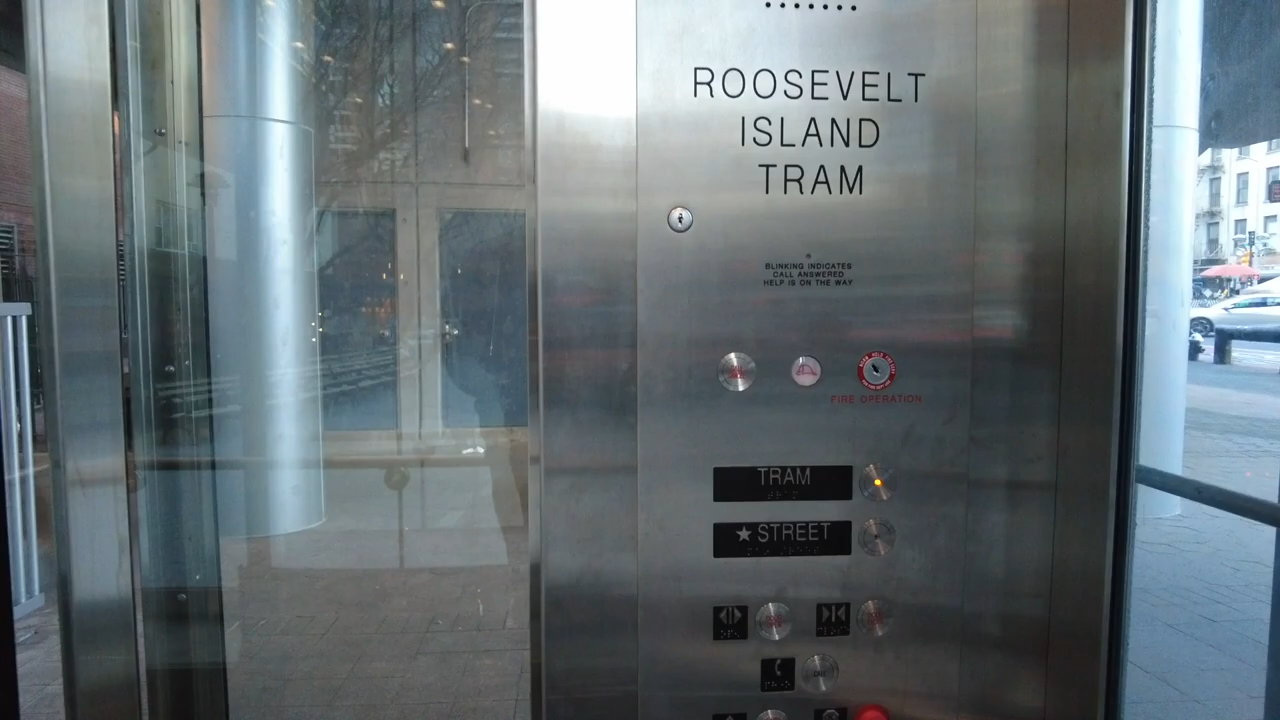 ROOSEVELT
ISLAND
TRAM
BLINKING INDICATES
CALL ANSWERED
HELP IS ON THE WAY
FIRE OPERATION
TRAM
★ STREET